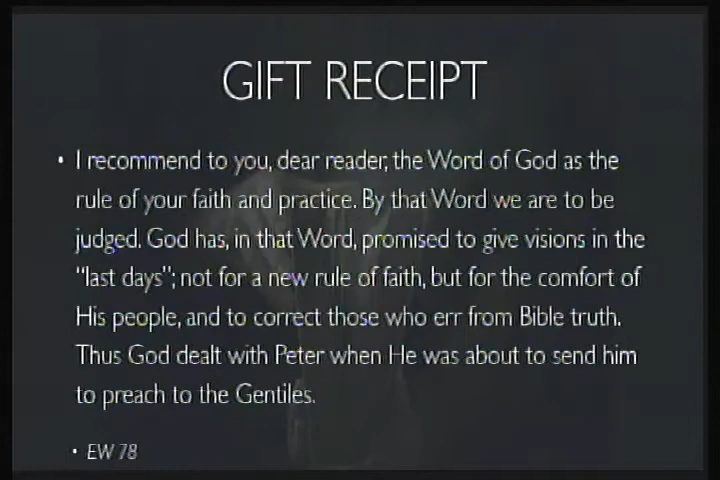 GIFT RECEIPT
• I recommend to you, dear reader, the Word of God as the
rule of your faith and practice. By that Word we are to be
judged. God has, in that Word, promised to give visions in the
"last days"; not for a new rule of faith, but for the comfort of
His people, and to correct those who err from Bible truth.
Thus God dealt with Peter when He was about to send him
to preach to the Gentiles.
• EW 78